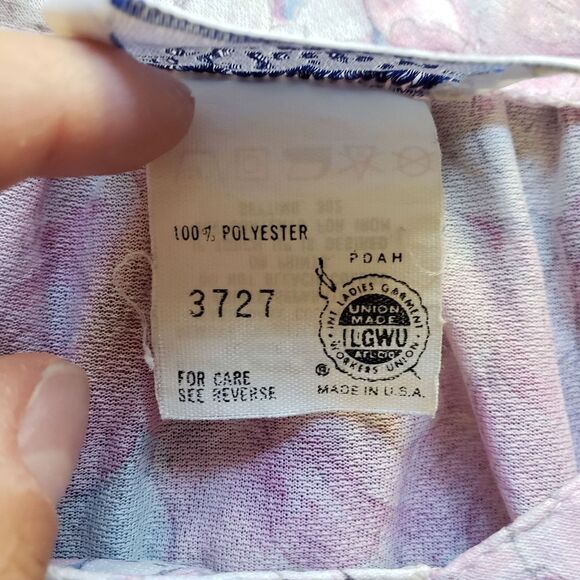 100% POLYESTER
PDAH
3727
INT LADIES GARMENT
UNION
MADE
ILGWU
AFL-CIO
WORKERS UNION
®
FOR CARE
SEE REVERSE
MADE IN U.S.A.